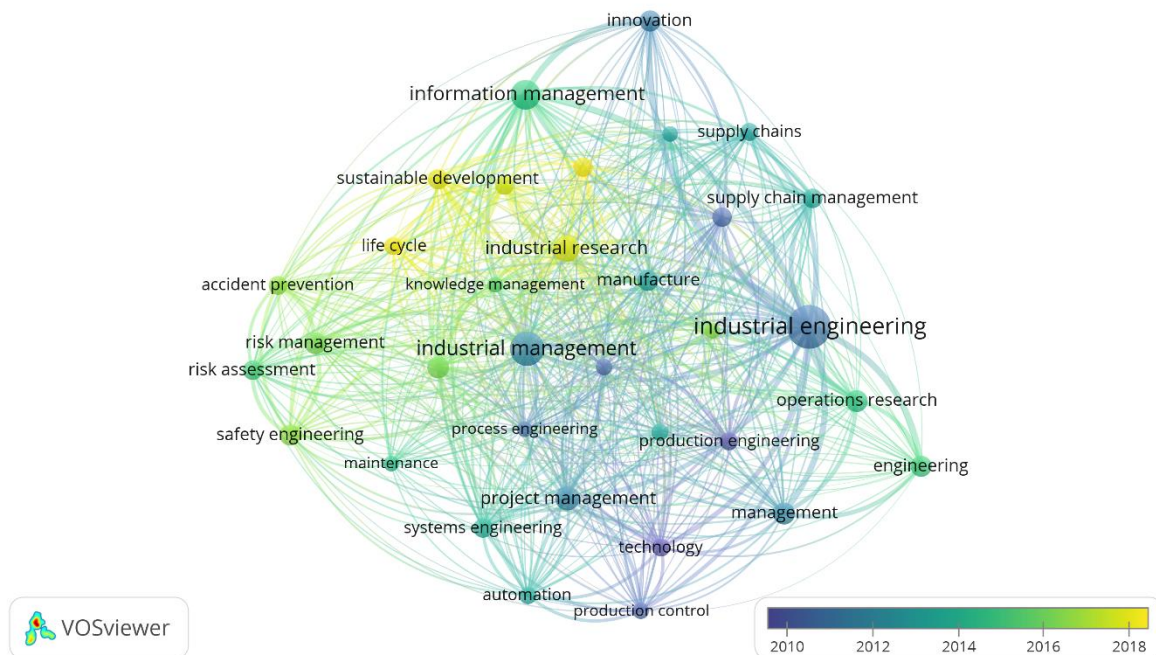 innovation
information management
supply chains
sustainable development
supply chain management
life cycle
industrial research
accident prevention
knowledge management
manufacture
industrial engineering
risk management
industrial management
risk assessment
operations research
safety engineering
process engineering
production engineering
maintenance
engineering
project management
management
systems engineering
technology
automation
production control
VOSviewer
2010 2012 2014 2016 2018